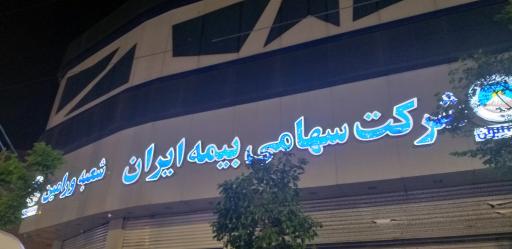 شرکت سهامی بیمه ایران شعبه ورامین